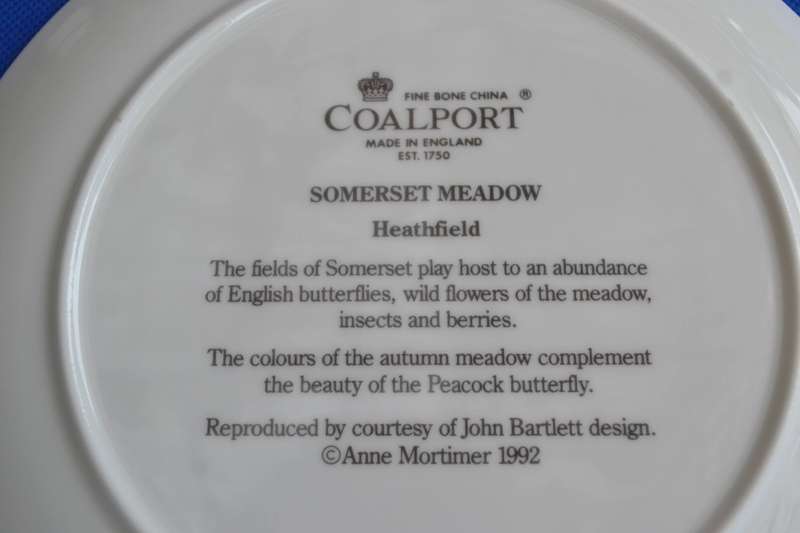 FINE BONE CHINA ®
COALPORT
MADE IN ENGLAND
EST. 1750
SOMERSET MEADOW
Heathfield
The fields of Somerset play host to an abundance
of English butterflies, wild flowers of the meadow,
insects and berries.
The colours of the autumn meadow complement
the beauty of the Peacock butterfly.
Reproduced by courtesy of John Bartlett design.
©Anne Mortimer 1992